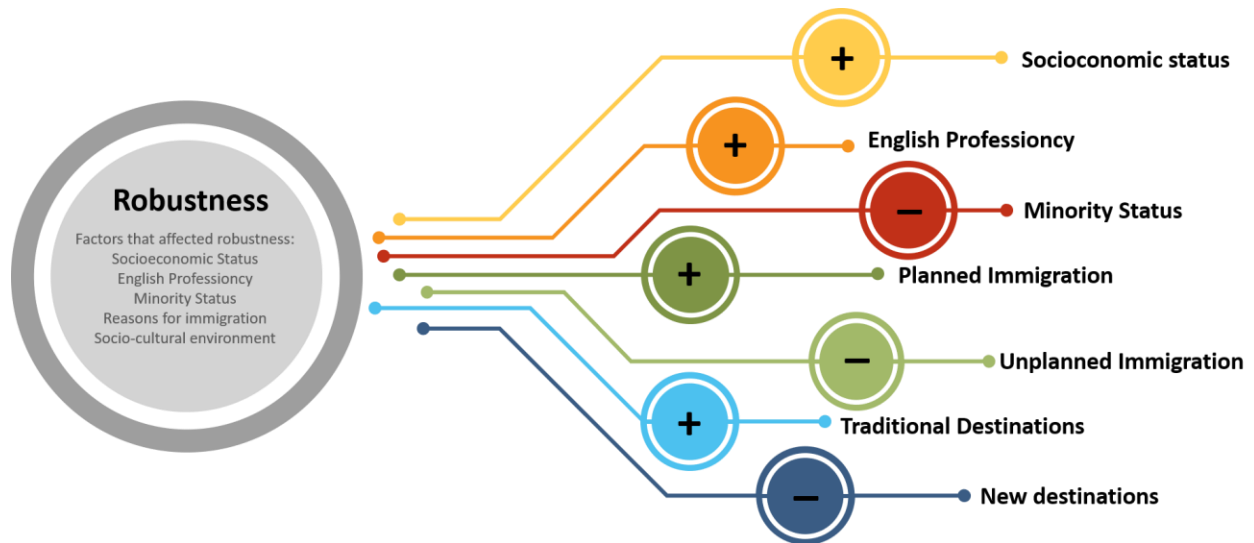 Robustness
Factors that affected robustness:
Socioeconomic Status
English Professioncy
Minority Status
Reasons for immigration
Socio-cultural environment
+ Socioconomic status
+ English Professioncy
− Minority Status
+ Planned Immigration
− Unplanned Immigration
+ Traditional Destinations
− New destinations